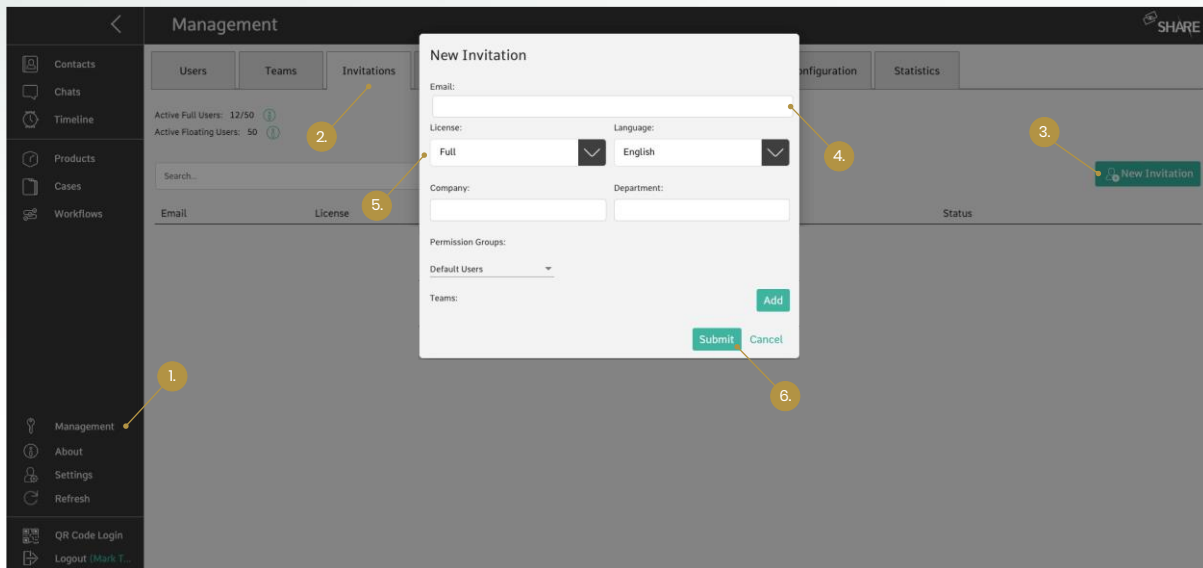 Management
SHARE
Contacts
Chats
Timeline
Products
Cases
Workflows
Management
About
Settings
Refresh
QR Code Login
Logout (Mark T...
Users
Teams
Invitations
onfiguration
Statistics
Active Full Users: 12/50
Active Floating Users: 50
Search..
New Invitation
Email
License
Status
New Invitation
Email:
License:
Language:
Full
English
Company:
Department:
Permission Groups:
Default Users
Teams:
Add
Submit
Cancel
1.
2.
3.
4.
5.
6.